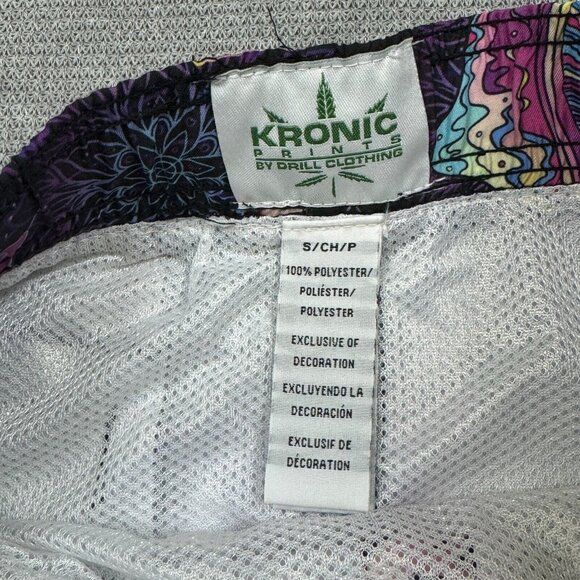 KRONIC
PRINTS
BY DRILL CLOTHING
S/CH/P
100% POLYESTER/
POLIÉSTER/
POLYESTER
EXCLUSIVE OF
DECORATION
EXCLUYENDO LA
DECORACIÓN
EXCLUSIF DE
DÉCORATION